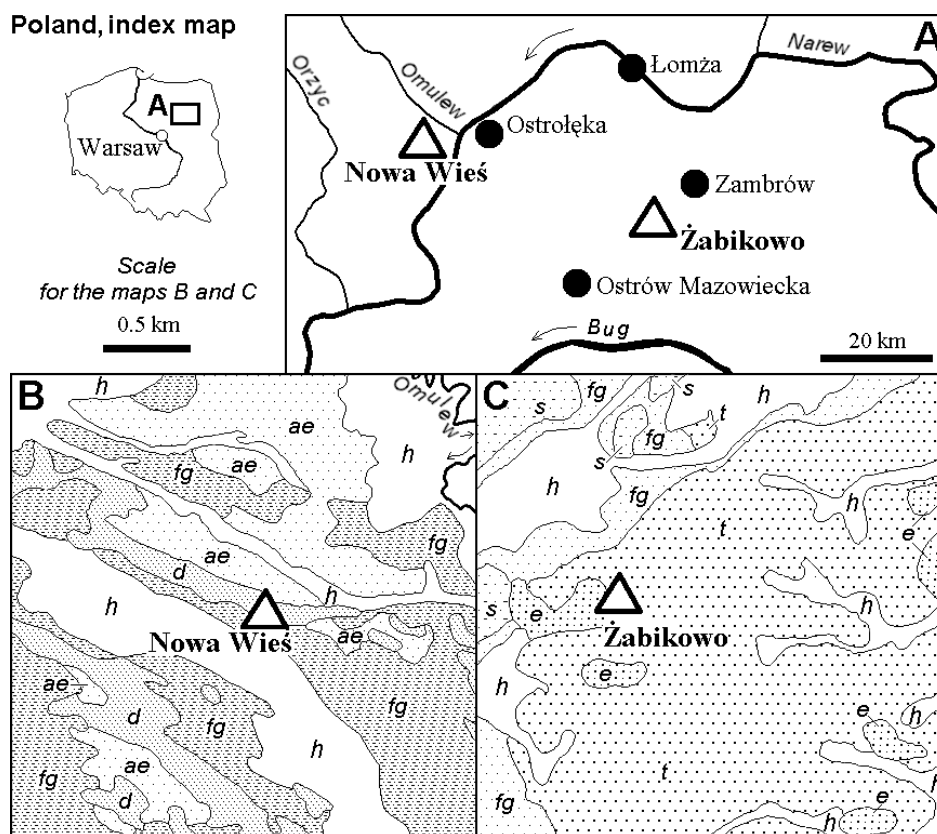 Poland, index map
A
Warsaw
Scale
for the maps B and C
0.5 km
A
Orzyc
Omulew
Narew
Łomża
Ostrołęka
Nowa Wieś
Zambrów
Żabikowo
Ostrów Mazowiecka
Bug
20 km
B
h
ae
Omulew
h
fg
ae
fg
ae
d
h
h
Nowa Wieś
ae
ae
d
fg
fg
h
fg
ae
d
C
s
fg
s
h
t
fg
s
h
fg
t
h
e
s
e
h
Żabikowo
h
e
e
h
t
fg
e
h
h